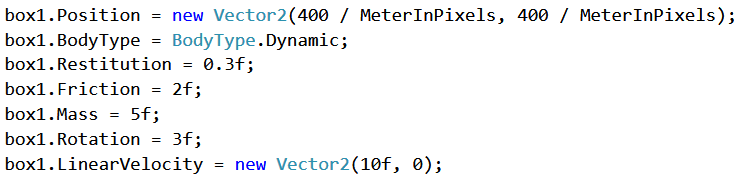 box1.Position = new Vector2(400 / MeterInPixels, 400 / MeterInPixels);
box1.BodyType = BodyType.Dynamic;
box1.Restitution = 0.3f;
box1.Friction = 2f;
box1.Mass = 5f;
box1.Rotation = 3f;
box1.LinearVelocity = new Vector2(10f, 0);